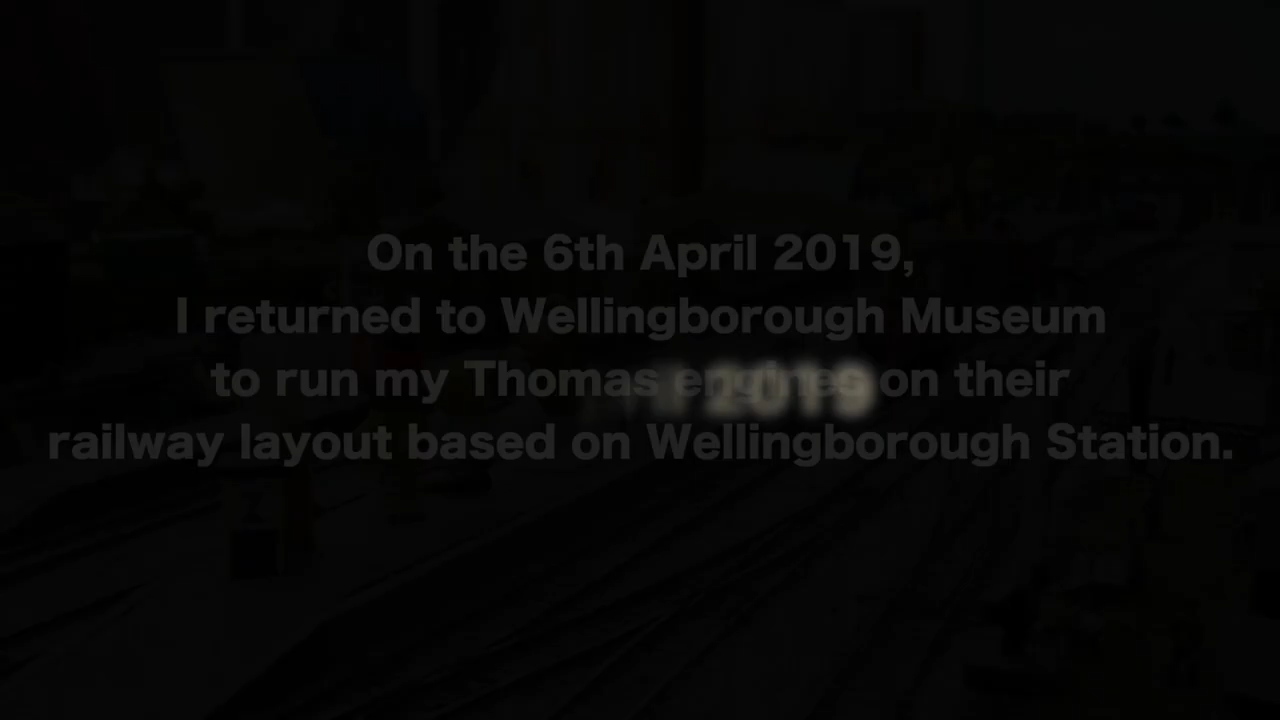 On the 6th April 2019,
I returned to Wellingborough Museum
to run my Thomas engines on their
railway layout based on Wellingborough Station.
2019